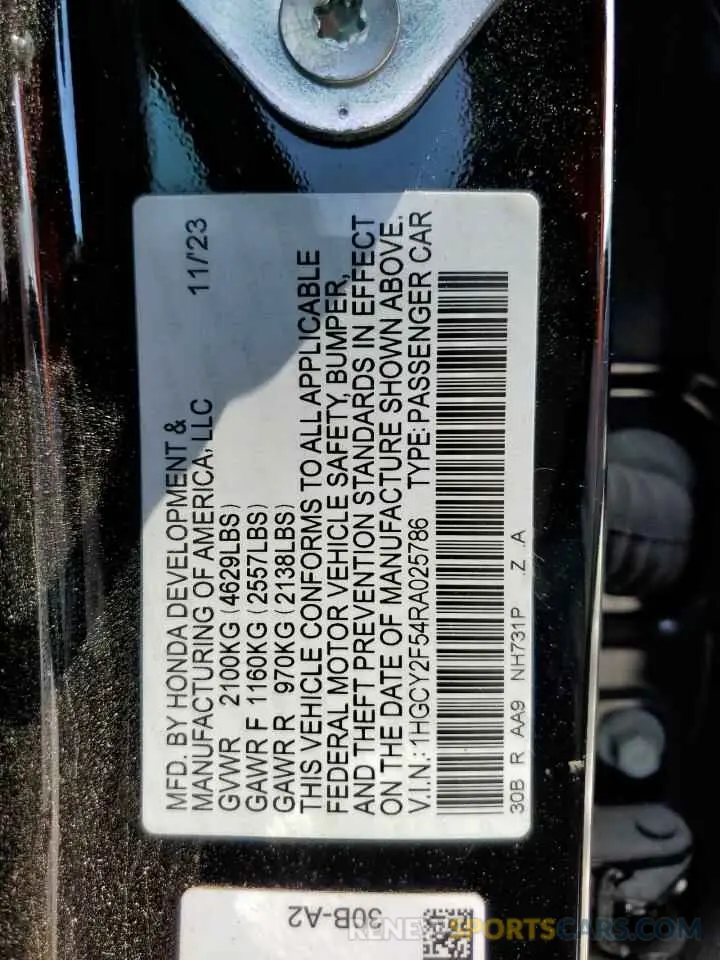 MFD. BY HONDA DEVELOPMENT &
MANUFACTURING OF AMERICA, LLC 11/'23
GVWR 2100KG (4629LBS)
GAWR F 1160KG (2557LBS)
GAWR R 970KG (2138LBS)
THIS VEHICLE CONFORMS TO ALL APPLICABLE
FEDERAL MOTOR VEHICLE SAFETY, BUMPER,
AND THEFT PREVENTION STANDARDS IN EFFECT
ON THE DATE OF MANUFACTURE SHOWN ABOVE.
V.I.N.: 1HGCY2F54RA025786 TYPE: PASSENGER CAR
30B R AA9 NH731P .Z .A
30B-A2
RENEWSPORTSCARS.COM